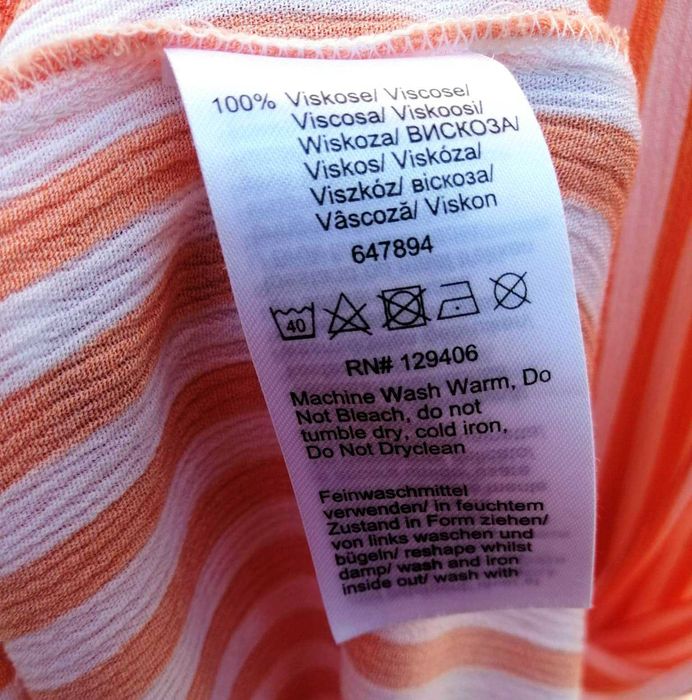 100% Viskose/ Viscose/
Viscosa/ Viskoosi/
Wiskoza/ ВИСКОЗА/
Viskos/ Viskóza/
Viszkóz/ віскоза/
Vâscoză/ Viskon
647894
40
RN# 129406
Machine Wash Warm, Do
Not Bleach, do not
tumble dry, cold iron,
Do Not Dryclean
Feinwaschmittel
verwenden/ in feuchtem
Zustand in Form ziehen/
von links waschen und
bügeln/ reshape whilst
damp/ wash and iron
inside out/ wash with